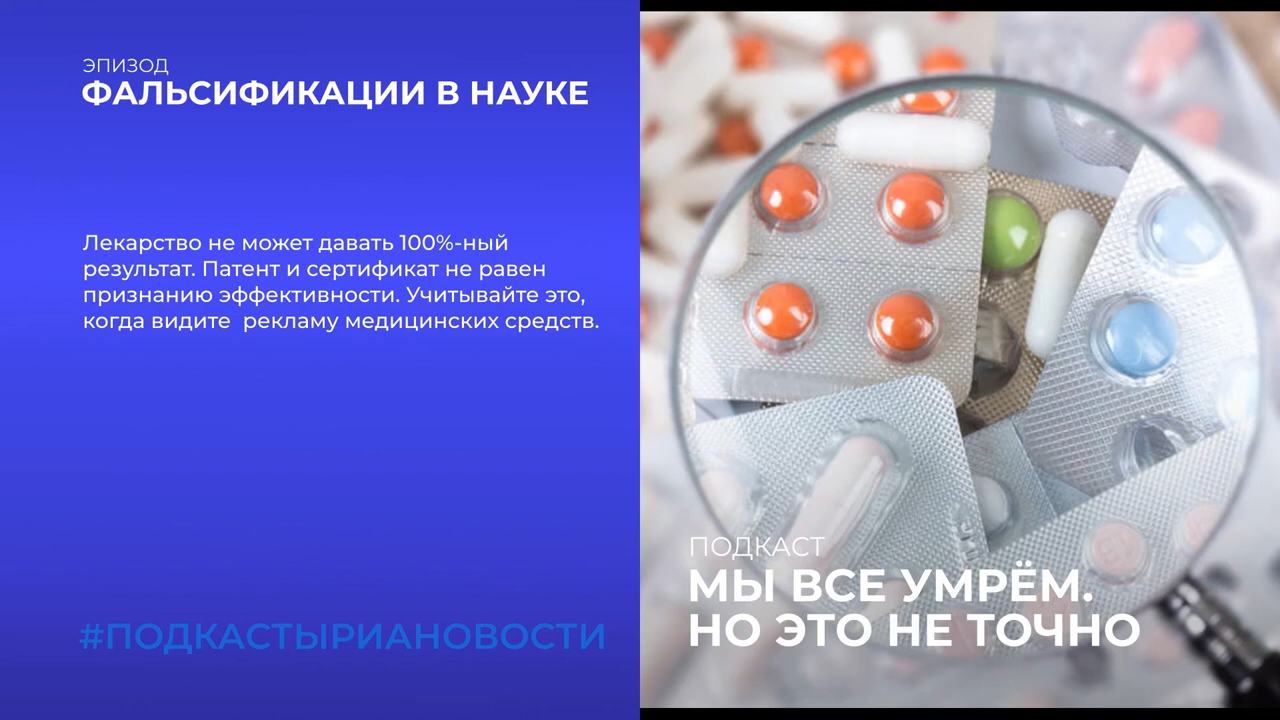 ЭПИЗОД
ФАЛЬСИФИКАЦИИ В НАУКЕ
Лекарство не может давать 100%-ный
результат. Патент и сертификат не равен
признанию эффективности. Учитывайте это,
когда видите  рекламу медицинских средств.
#ПОДКАСТЫРИАНОВОСТИ
ПОДКАСТ
МЫ ВСЕ УМРЁМ.
НО ЭТО НЕ ТОЧНО